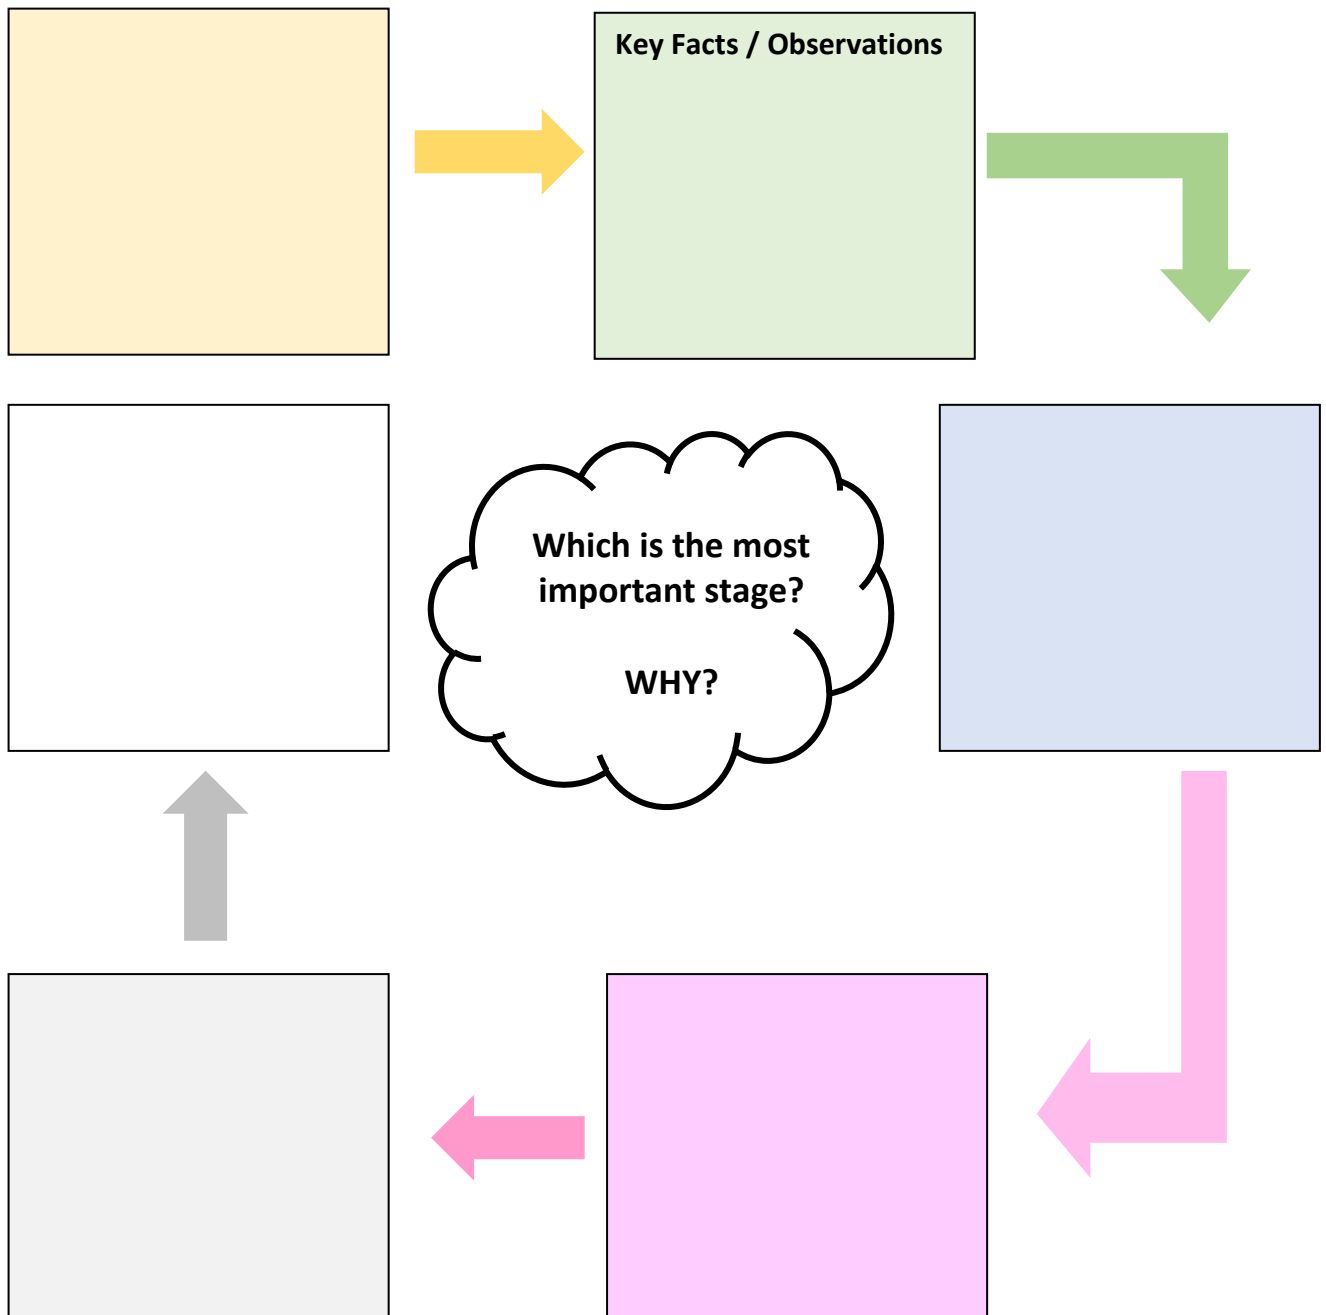 Key Facts / Observations
Which is the most
important stage?
WHY?